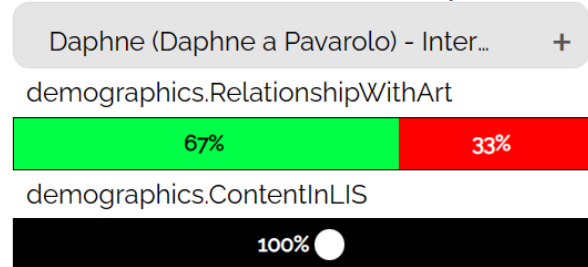 Daphne (Daphne a Pavarolo) - Inter... +
demographics.RelationshipWithArt
67% 33%
demographics.ContentInLIS
100%